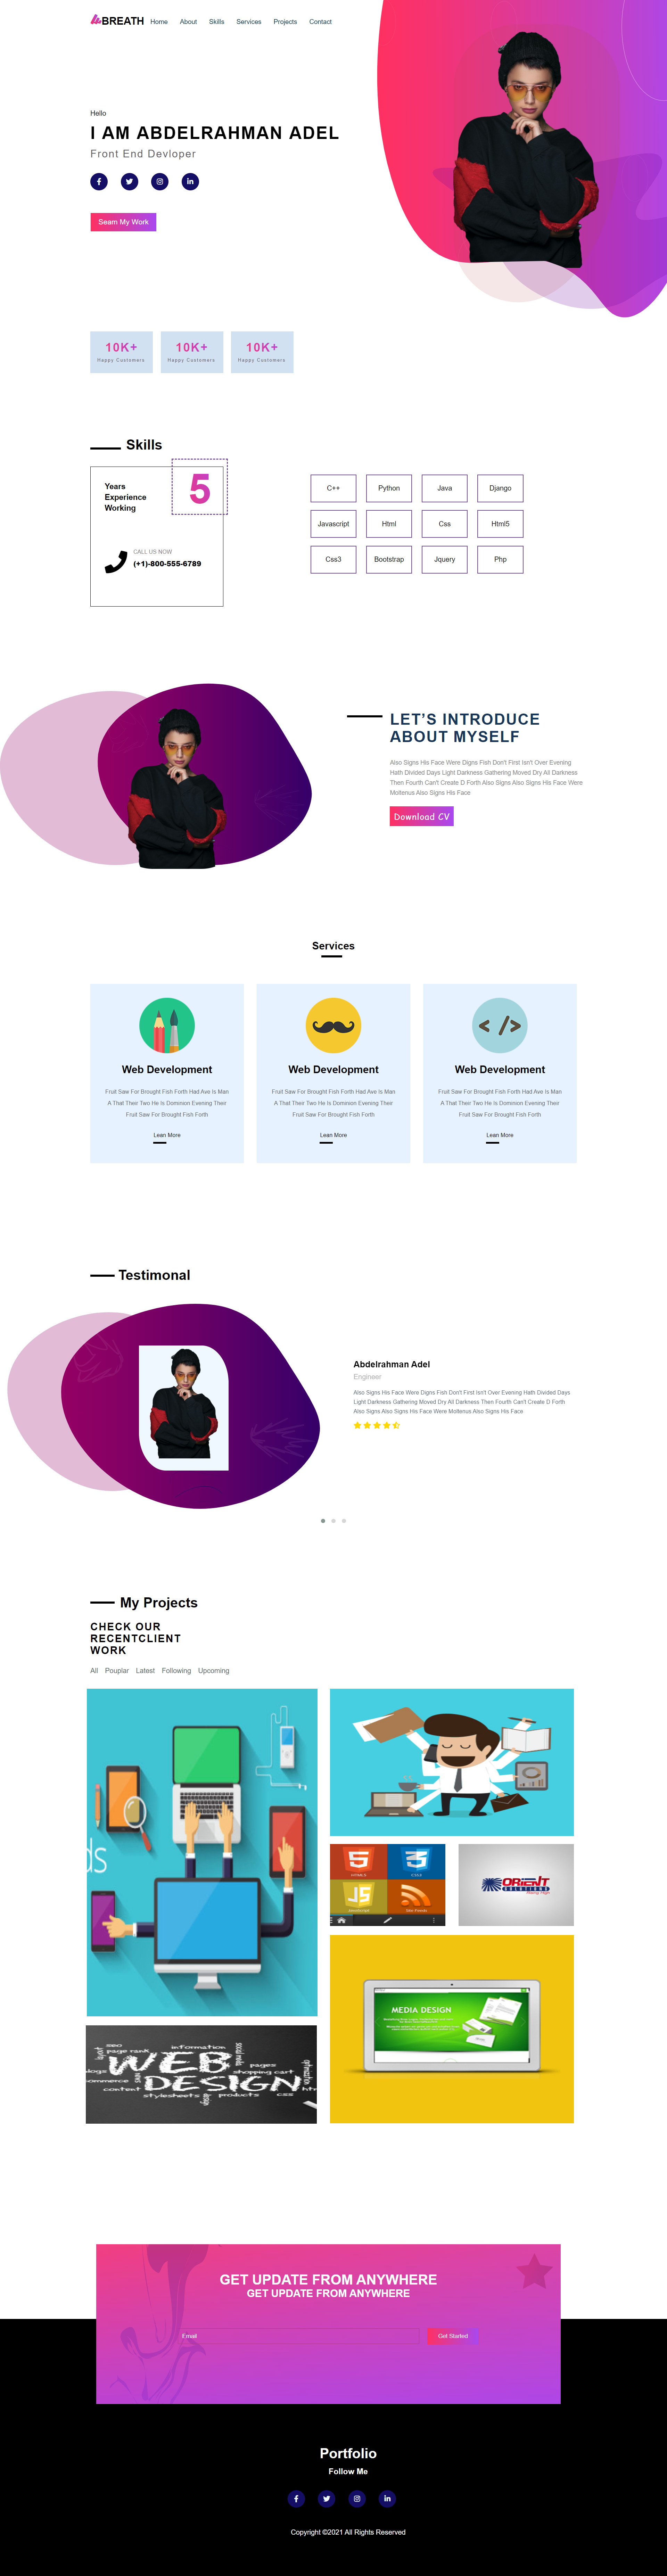 BREATH Home About Skills Services Projects Contact
Hello
I AM ABDELRAHMAN ADEL
Front End Devloper
Seam My Work
10K+ 10K+ 10K+
Happy Customers Happy Customers Happy Customers
Skills
Years
Experience
Working
5
CALL US NOW
(+1)-800-555-6789
C++ Python Java Django
Javascript Html Css Html5
Css3 Bootstrap Jquery Php
LET'S INTRODUCE
ABOUT MYSELF
Also Signs His Face Were Digns Fish Don't First Isn't Over Evening
Hath Divided Days Light Darkness Gathering Moved Dry All Darkness
Then Fourth Can't Create D Forth Also Signs Also Signs His Face Were
Moltenus Also Signs His Face
Download CV
Services
Web Development
Fruit Saw For Brought Fish Forth Had Ave Is Man
A That Their Two He Is Dominion Evening Their
Fruit Saw For Brought Fish Forth
Lean More
Web Development
Fruit Saw For Brought Fish Forth Had Ave Is Man
A That Their Two He Is Dominion Evening Their
Fruit Saw For Brought Fish Forth
Lean More
Web Development
Fruit Saw For Brought Fish Forth Had Ave Is Man
A That Their Two He Is Dominion Evening Their
Fruit Saw For Brought Fish Forth
Lean More
Testimonal
Abdelrahman Adel
Engineer
Also Signs His Face Were Digns Fish Don't First Isn't Over Evening Hath Divided Days
Light Darkness Gathering Moved Dry All Darkness Then Fourth Can't Create D Forth
Also Signs Also Signs His Face Were Moltenus Also Signs His Face
My Projects
CHECK OUR
RECENTCLIENT
WORK
All Pouplar Latest Following Upcoming
ds
HTML5 CSS3
JavaScript
ORIENT
SOLUTIONS
MEDIA DESIGN
seo information social media
page rank
WEB pages
blogs shopping cart
commerce DESIGN
content products css
stylesheets
optimization
GET UPDATE FROM ANYWHERE
GET UPDATE FROM ANYWHERE
Email Get Started
Portfolio
Follow Me
Copyright ©2021 All Rights Reserved